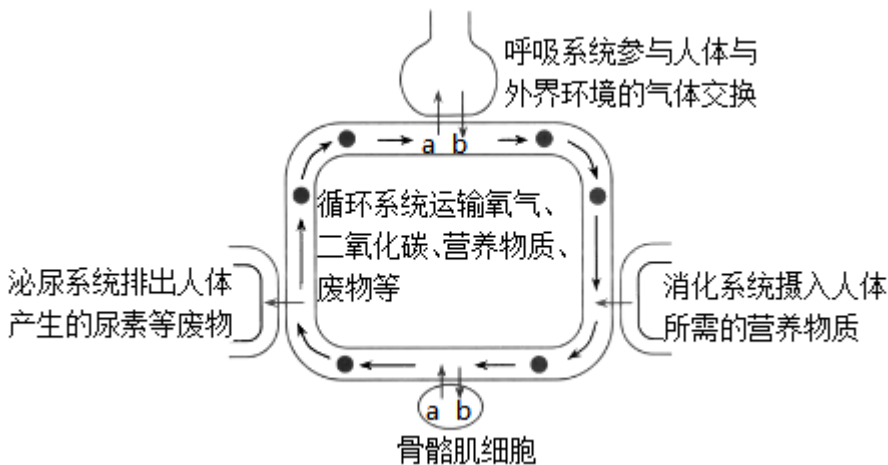 呼吸系统参与人体与
外界环境的气体交换
a b
循环系统运输氧气、
二氧化碳、营养物质、
废物等
泌尿系统排出人体
产生的尿素等废物
消化系统摄入人体
所需的营养物质
a b
骨骼肌细胞